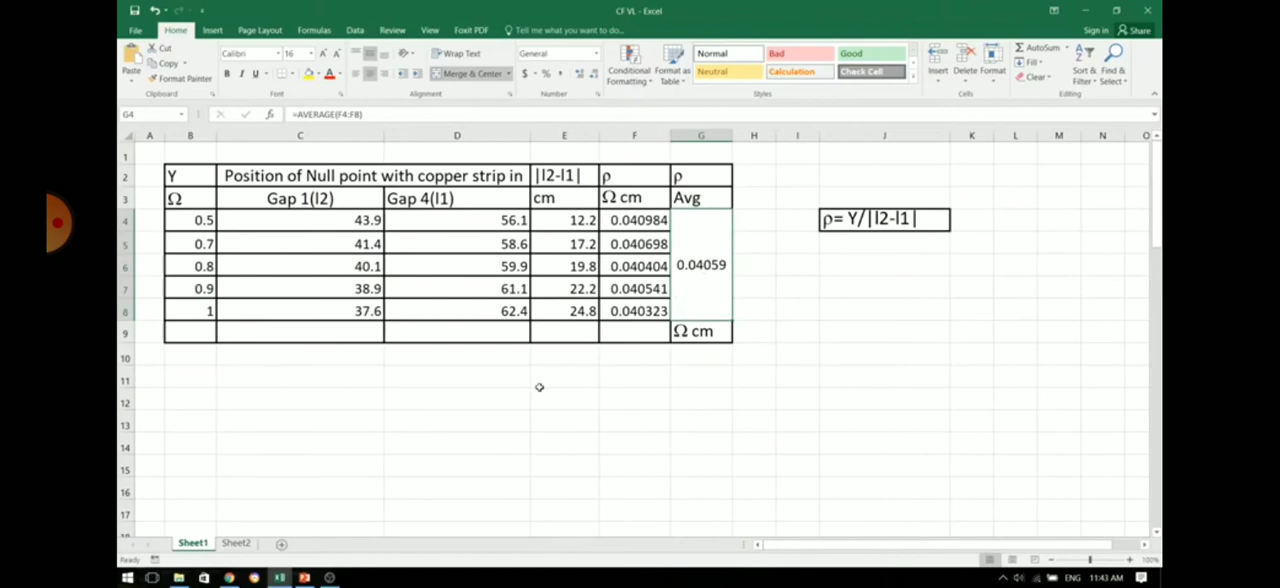 CF VL - Excel
File Home Insert Page Layout Formulas Data Review View Foxit PDF Tell me what you want to do... Sign in Share
Cut
Copy
Format Painter
Paste
Clipboard
Calibri 16
B I U
Font
Wrap Text
Merge & Center
Alignment
General
$ % ,
Number
Conditional Formatting
Format as Table
Normal Bad Good
Neutral Calculation Check Cell
Styles
Insert Delete Format
Cells
AutoSum
Fill
Clear
Sort & Filter
Find & Select
Editing
G4 fx =AVERAGE(F4:F8)
A B C D E F G H I J K L M N O
1
2 Y Position of Null point with copper strip in |l2-l1| ρ ρ
3 Ω Gap 1(l2) Gap 4(l1) cm Ω cm Avg
4 0.5 43.9 56.1 12.2 0.040984 ρ= Y/|l2-l1|
5 0.7 41.4 58.6 17.2 0.040698
6 0.8 40.1 59.9 19.8 0.040404 0.04059
7 0.9 38.9 61.1 22.2 0.040541
8 1 37.6 62.4 24.8 0.040323
9 Ω cm
10
11
12
13
14
15
16
17
Sheet1 Sheet2
Ready 100%
ENG 11:43 AM